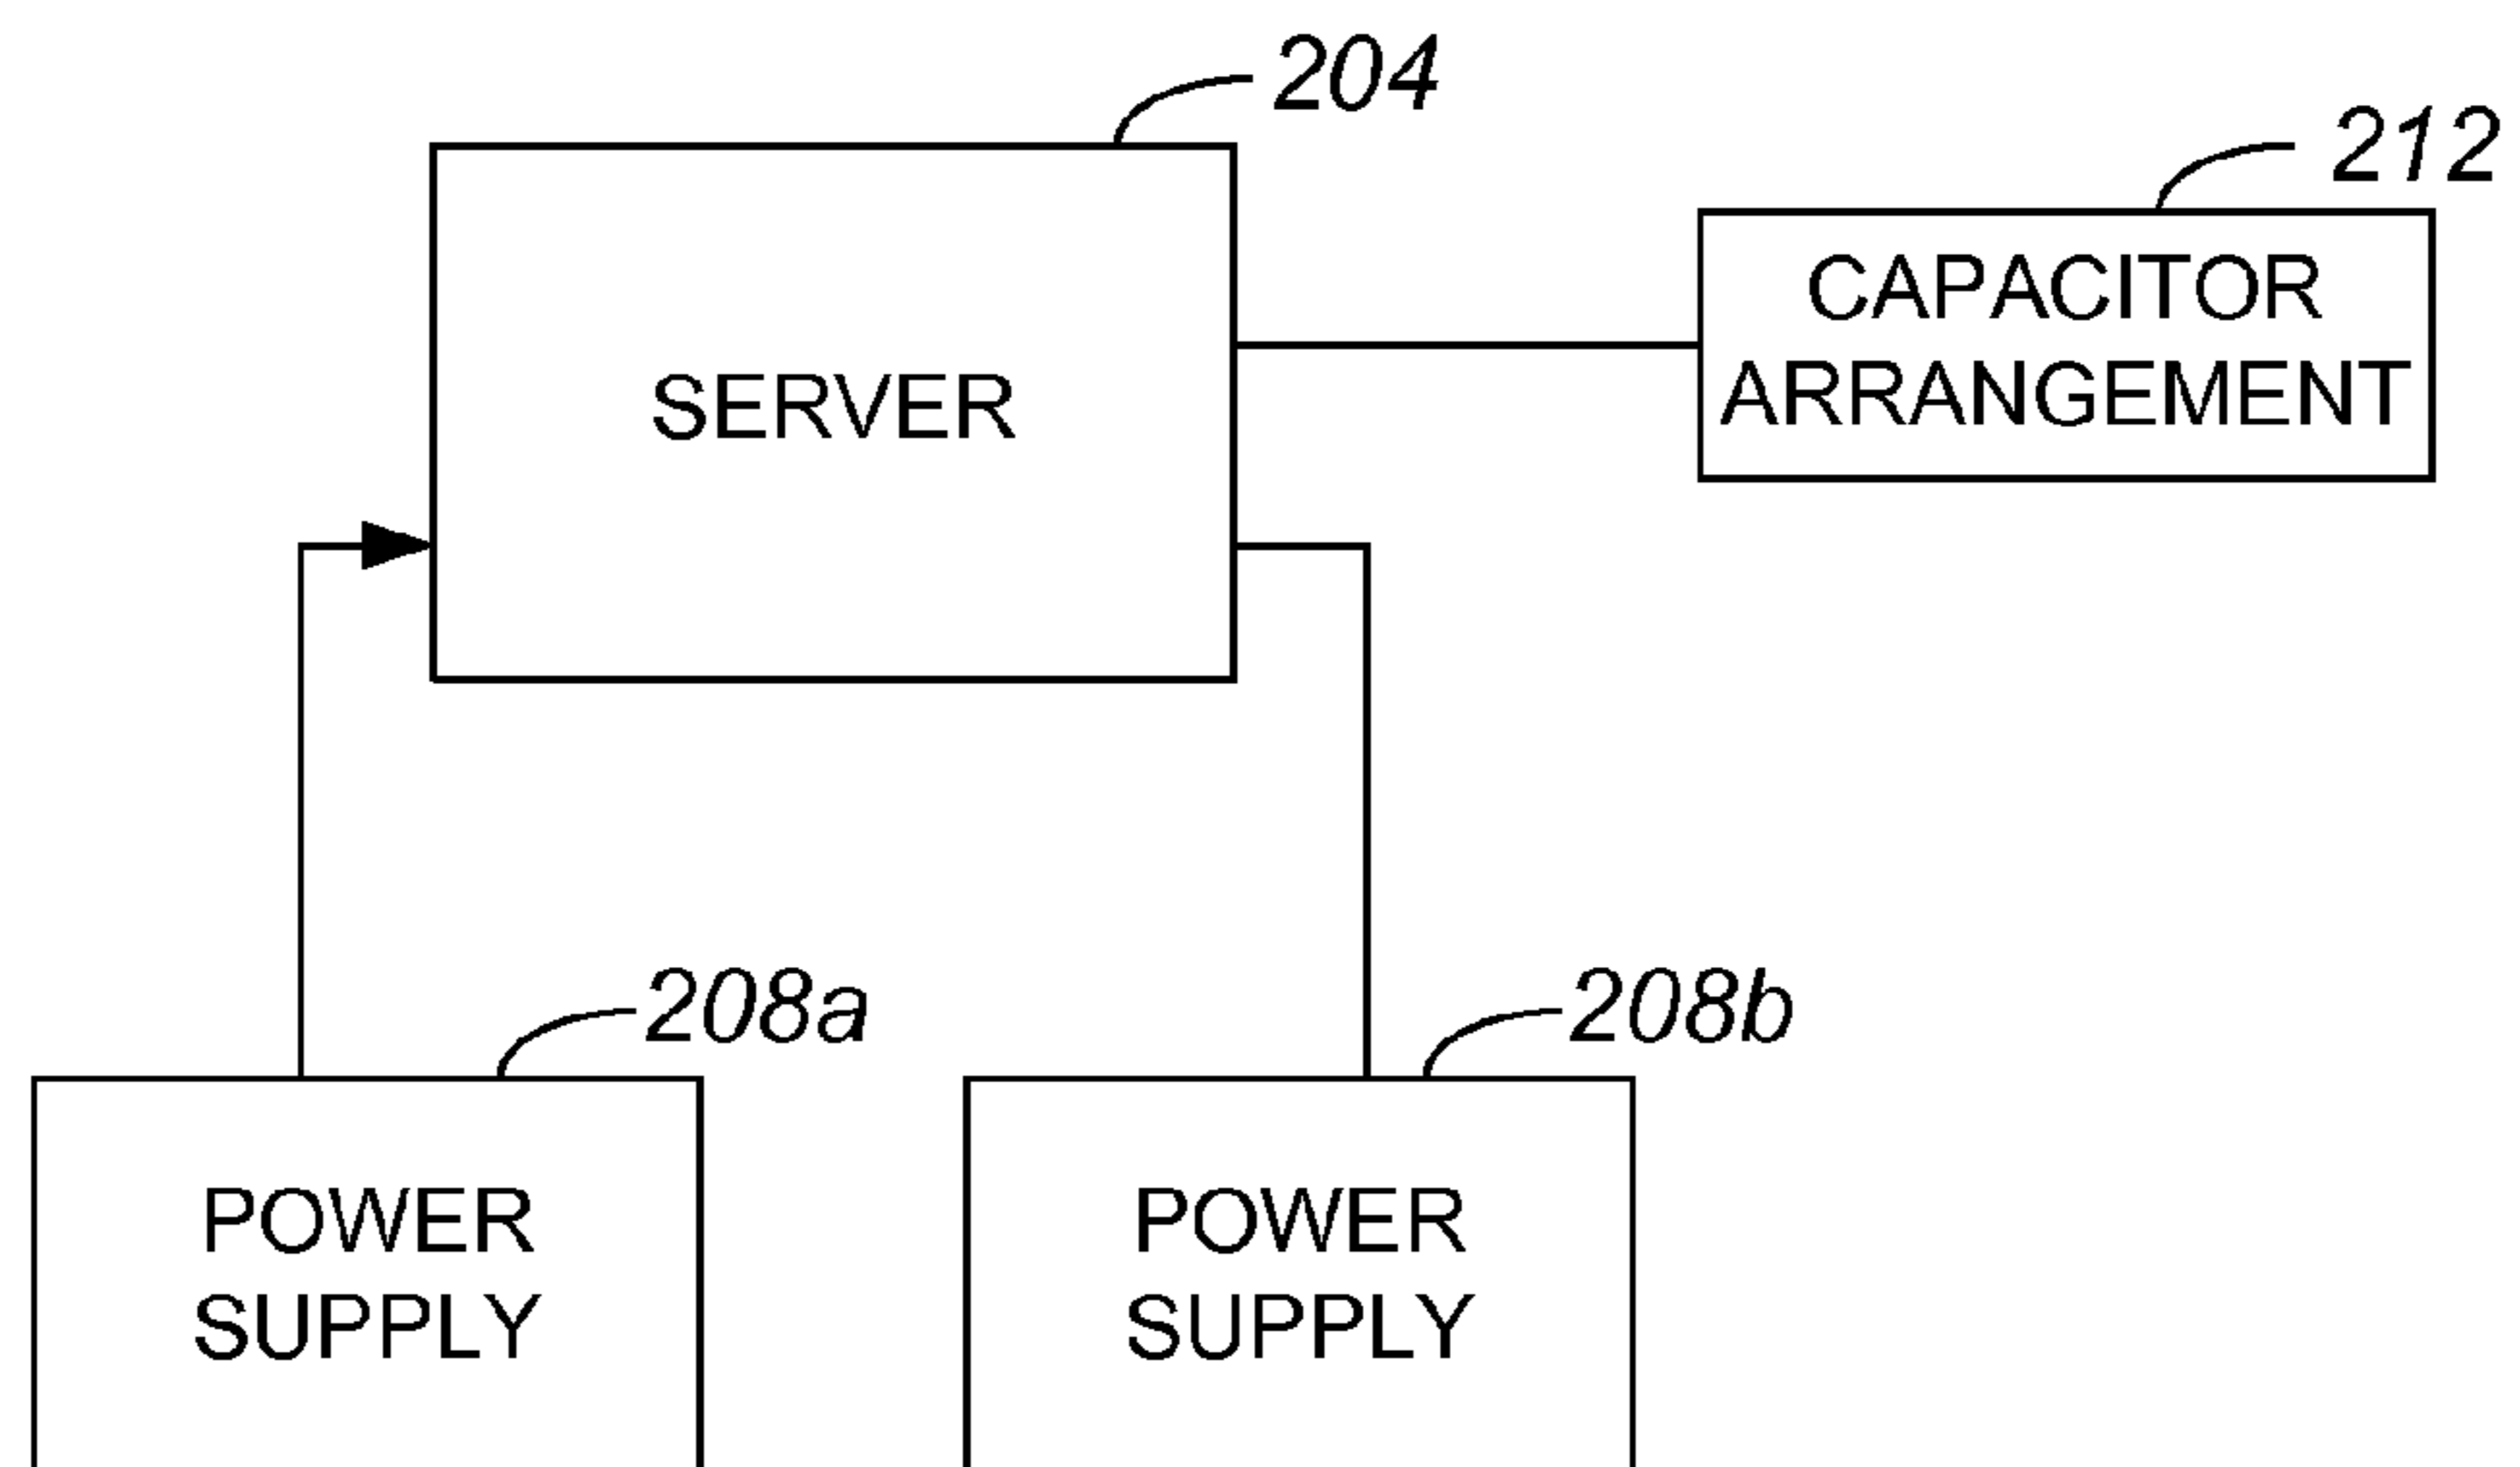 204
212
SERVER
CAPACITOR
ARRANGEMENT
208a
208b
POWER
SUPPLY
POWER
SUPPLY